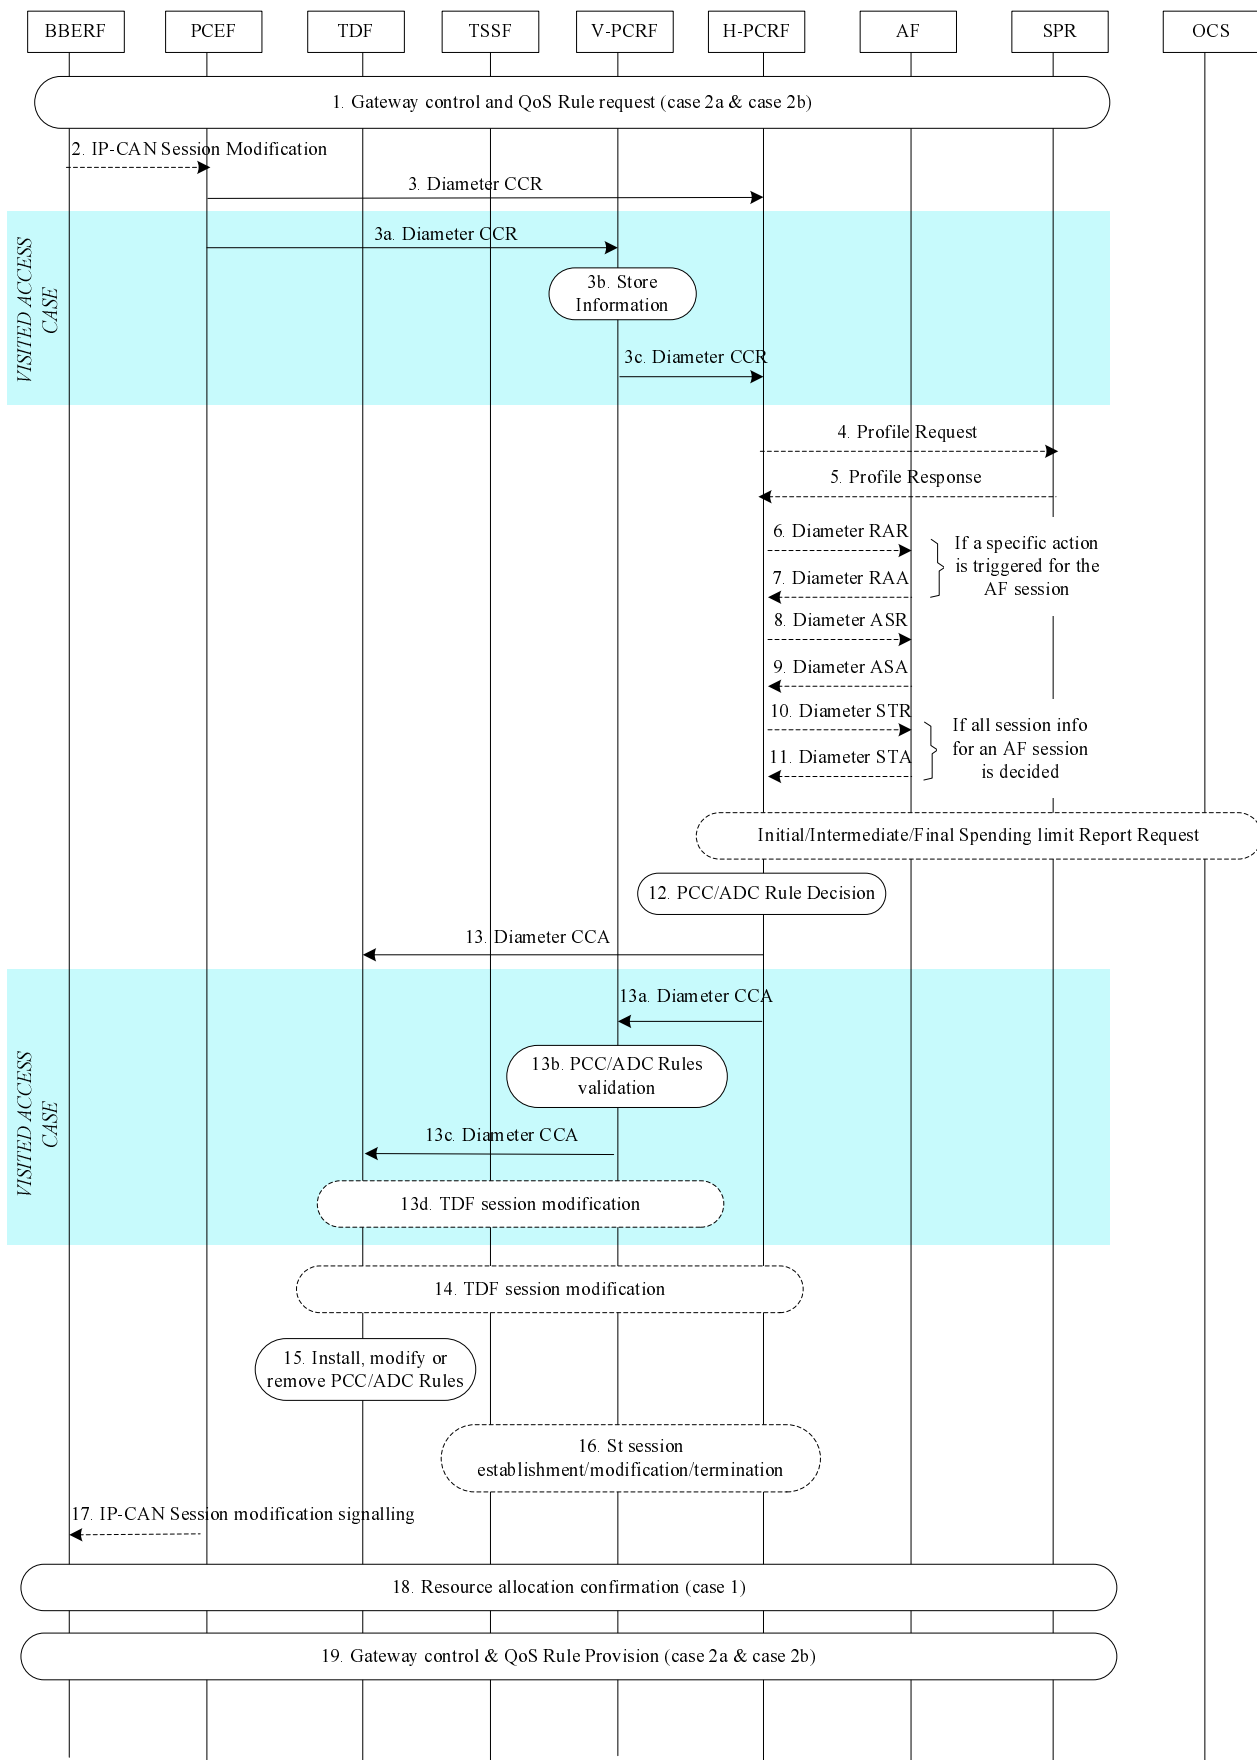 BBERF PCEF TDF TSSF V-PCRF H-PCRF AF SPR OCS
1. Gateway control and QoS Rule request (case 2a & case 2b)
2. IP-CAN Session Modification
3. Diameter CCR
VISITED ACCESS
CASE
3a. Diameter CCR
3b. Store
Information
3c. Diameter CCR
4. Profile Request
5. Profile Response
6. Diameter RAR
7. Diameter RAA
If a specific action
is triggered for the
AF session
8. Diameter ASR
9. Diameter ASA
10. Diameter STR
11. Diameter STA
If all session info
for an AF session
is decided
Initial/Intermediate/Final Spending limit Report Request
12. PCC/ADC Rule Decision
13. Diameter CCA
VISITED ACCESS
CASE
13a. Diameter CCA
13b. PCC/ADC Rules
validation
13c. Diameter CCA
13d. TDF session modification
14. TDF session modification
15. Install, modify or
remove PCC/ADC Rules
16. St session
establishment/modification/termination
17. IP-CAN Session modification signalling
18. Resource allocation confirmation (case 1)
19. Gateway control & QoS Rule Provision (case 2a & case 2b)